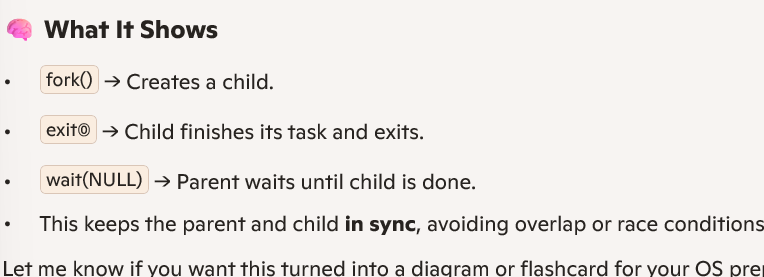 What It Shows
• fork() → Creates a child.
• exit⓪ → Child finishes its task and exits.
• wait(NULL) → Parent waits until child is done.
• This keeps the parent and child in sync, avoiding overlap or race conditions
Let me know if you want this turned into a diagram or flashcard for your OS